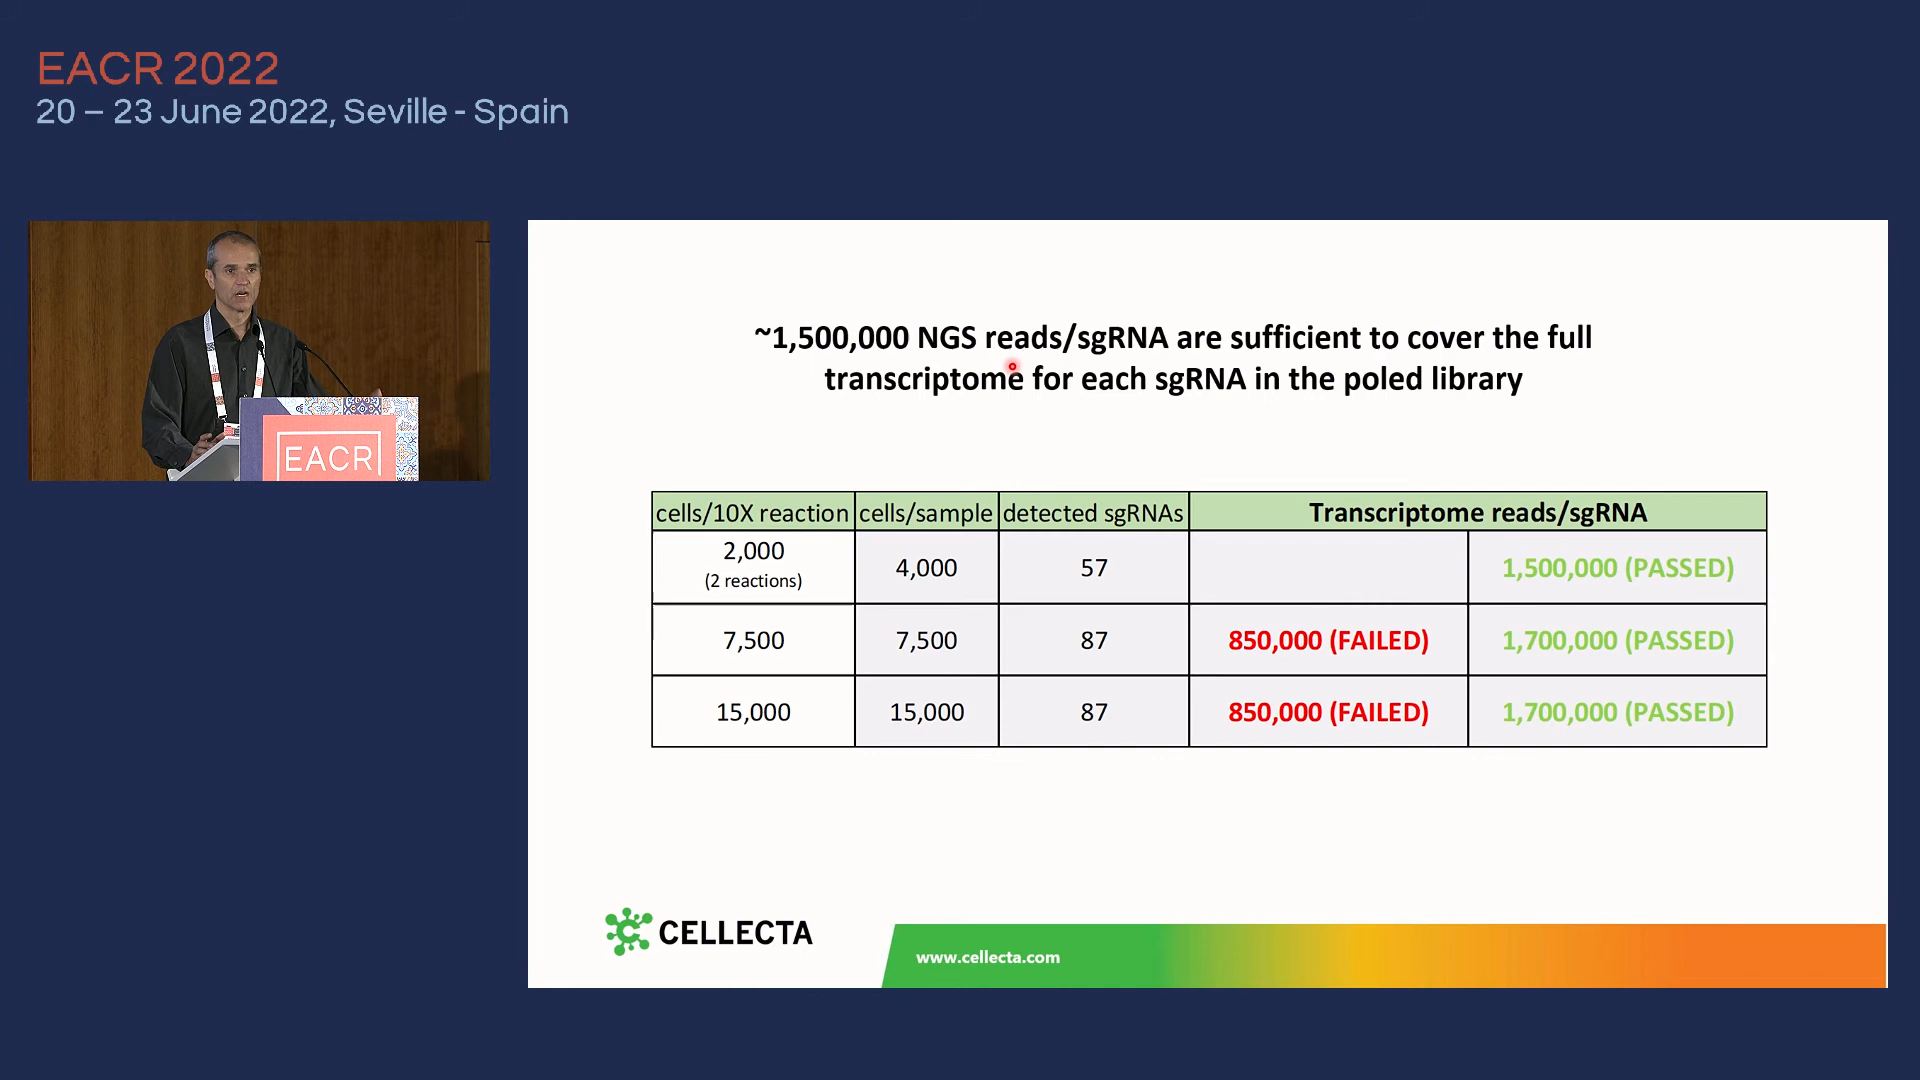 EACR 2022
20 – 23 June 2022, Seville - Spain
EACR
~1,500,000 NGS reads/sgRNA are sufficient to cover the full
transcriptome for each sgRNA in the poled library
cells/10X reaction cells/sample detected sgRNAs Transcriptome reads/sgRNA
2,000
(2 reactions) 4,000 57 1,500,000 (PASSED)
7,500 7,500 87 850,000 (FAILED) 1,700,000 (PASSED)
15,000 15,000 87 850,000 (FAILED) 1,700,000 (PASSED)
CELLECTA
www.cellecta.com